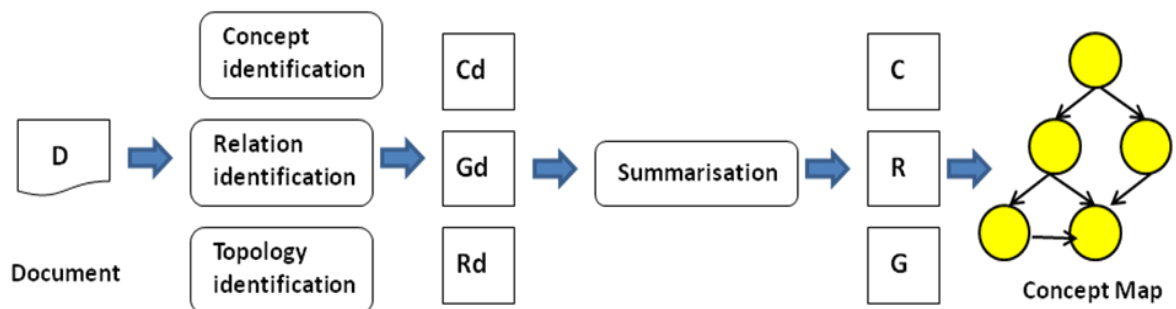 Concept
identification
Cd
C
D
Relation
identification
Gd
Summarisation
R
Document
Topology
identification
Rd
G
Concept Map